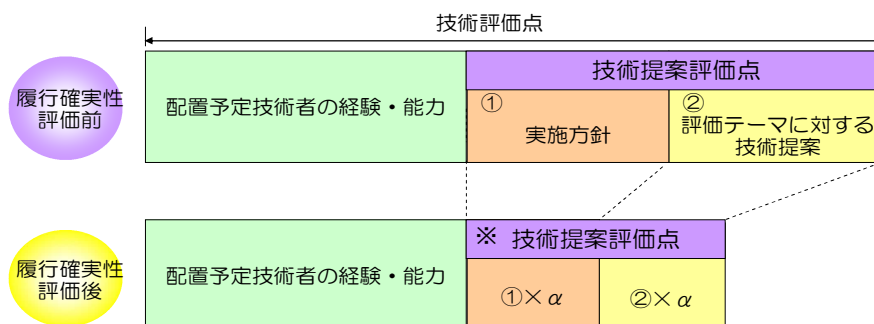 技術評価点
履行確実性
評価前
配置予定技術者の経験・能力
技術提案評価点
①
実施方針
②
評価テーマに対する
技術提案
履行確実性
評価後
配置予定技術者の経験・能力
※ 技術提案評価点
①×α
②×α